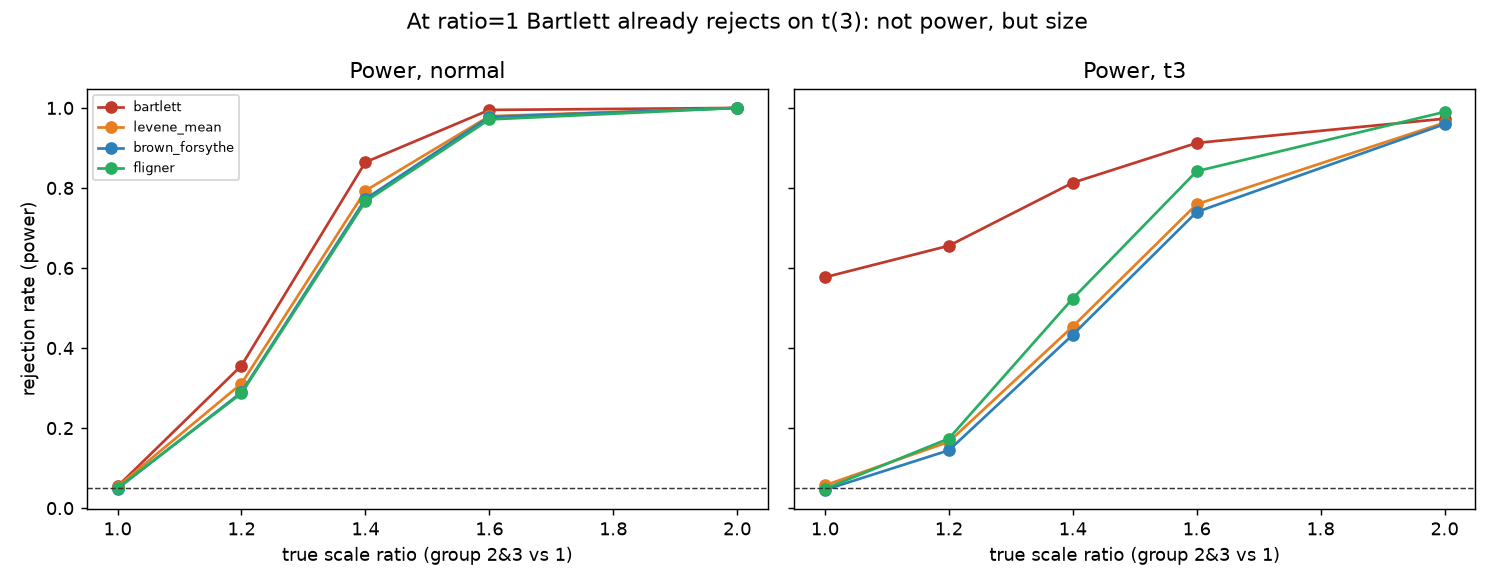 At ratio=1 Bartlett already rejects on t(3): not power, but size
Power, normal
Power, t3
bartlett
levene_mean
brown_forsythe
fligner
rejection rate (power)
1.0
0.8
0.6
0.4
0.2
0.0
1.0 1.2 1.4 1.6 1.8 2.0
1.0 1.2 1.4 1.6 1.8 2.0
true scale ratio (group 2&3 vs 1)
true scale ratio (group 2&3 vs 1)